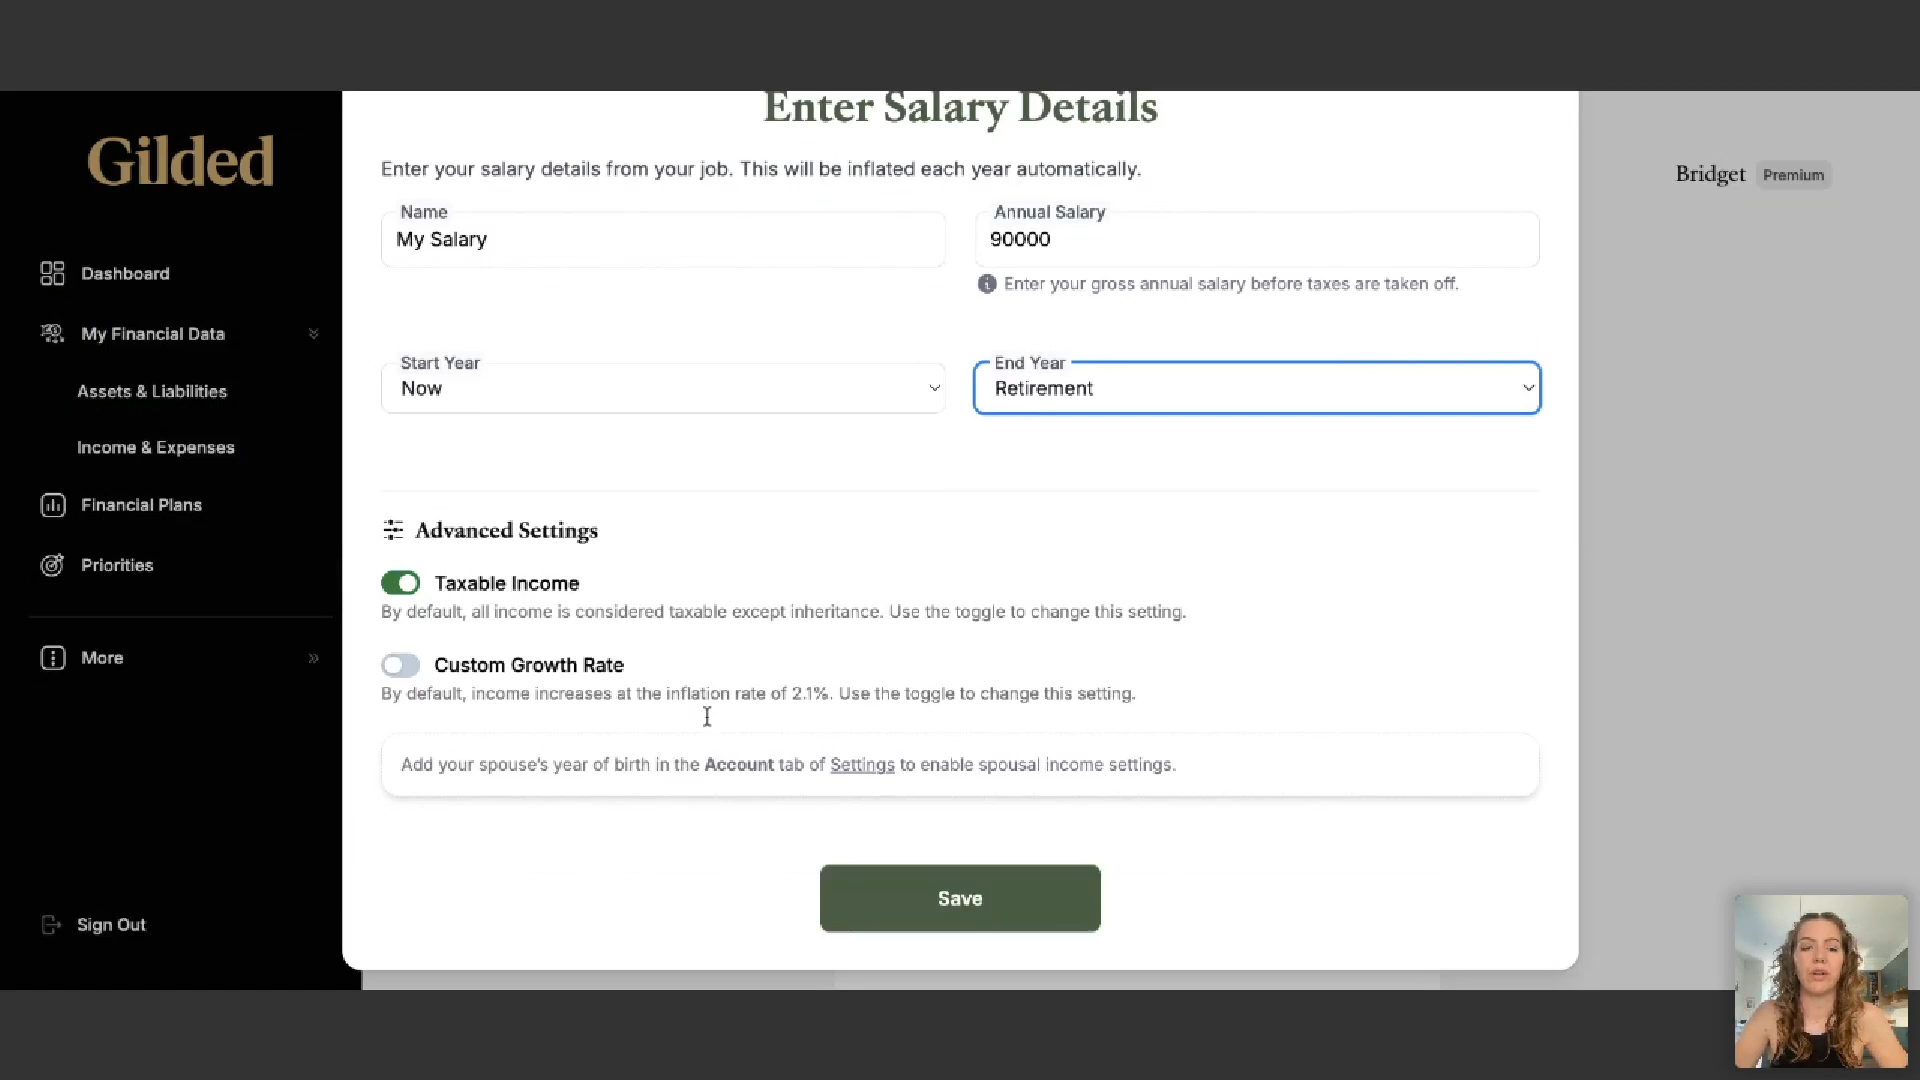 Gilded
Dashboard
My Financial Data
Assets & Liabilities
Income & Expenses
Financial Plans
Priorities
More
Sign Out
Enter Salary Details
Enter your salary details from your job. This will be inflated each year automatically.
Name
My Salary
Annual Salary
90000
Enter your gross annual salary before taxes are taken off.
Start Year
Now
End Year
Retirement
Advanced Settings
Taxable Income
By default, all income is considered taxable except inheritance. Use the toggle to change this setting.
Custom Growth Rate
By default, income increases at the inflation rate of 2.1%. Use the toggle to change this setting.
Add your spouse's year of birth in the Account tab of Settings to enable spousal income settings.
Save
Bridget Premium